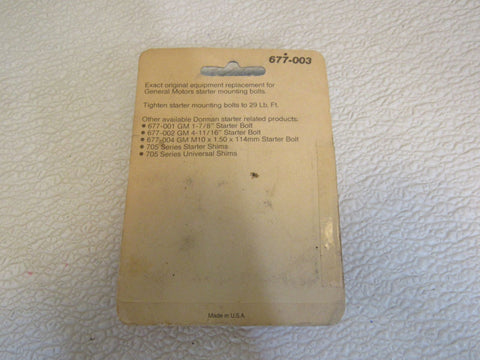 677-003
Exact original equipment replacement for
General Motors starter mounting bolts.
Tighten starter mounting bolts to 29 Lb. Ft.
Other available Dorman starter related products:
• 677-001 GM 1-7/8" Starter Bolt
• 677-002 GM 4-11/16" Starter Bolt
• 677-004 GM M10 x 1.50 x 114mm Starter Bolt
• 705 Series Starter Shims
• 705 Series Universal Shims
Made in U.S.A.